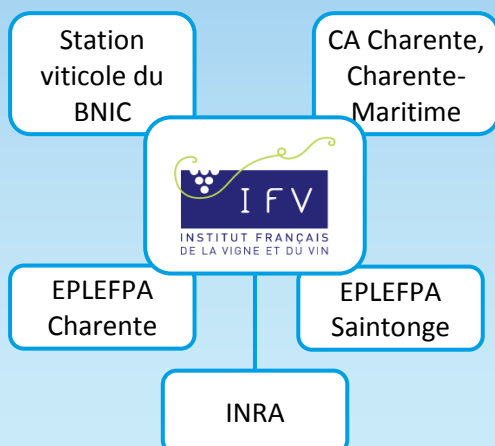 Station
viticole du
BNIC
CA Charente,
Charente-
Maritime
IFV
INSTITUT FRANÇAIS
DE LA VIGNE ET DU VIN
EPLEFPA
Charente
EPLEFPA
Saintonge
INRA